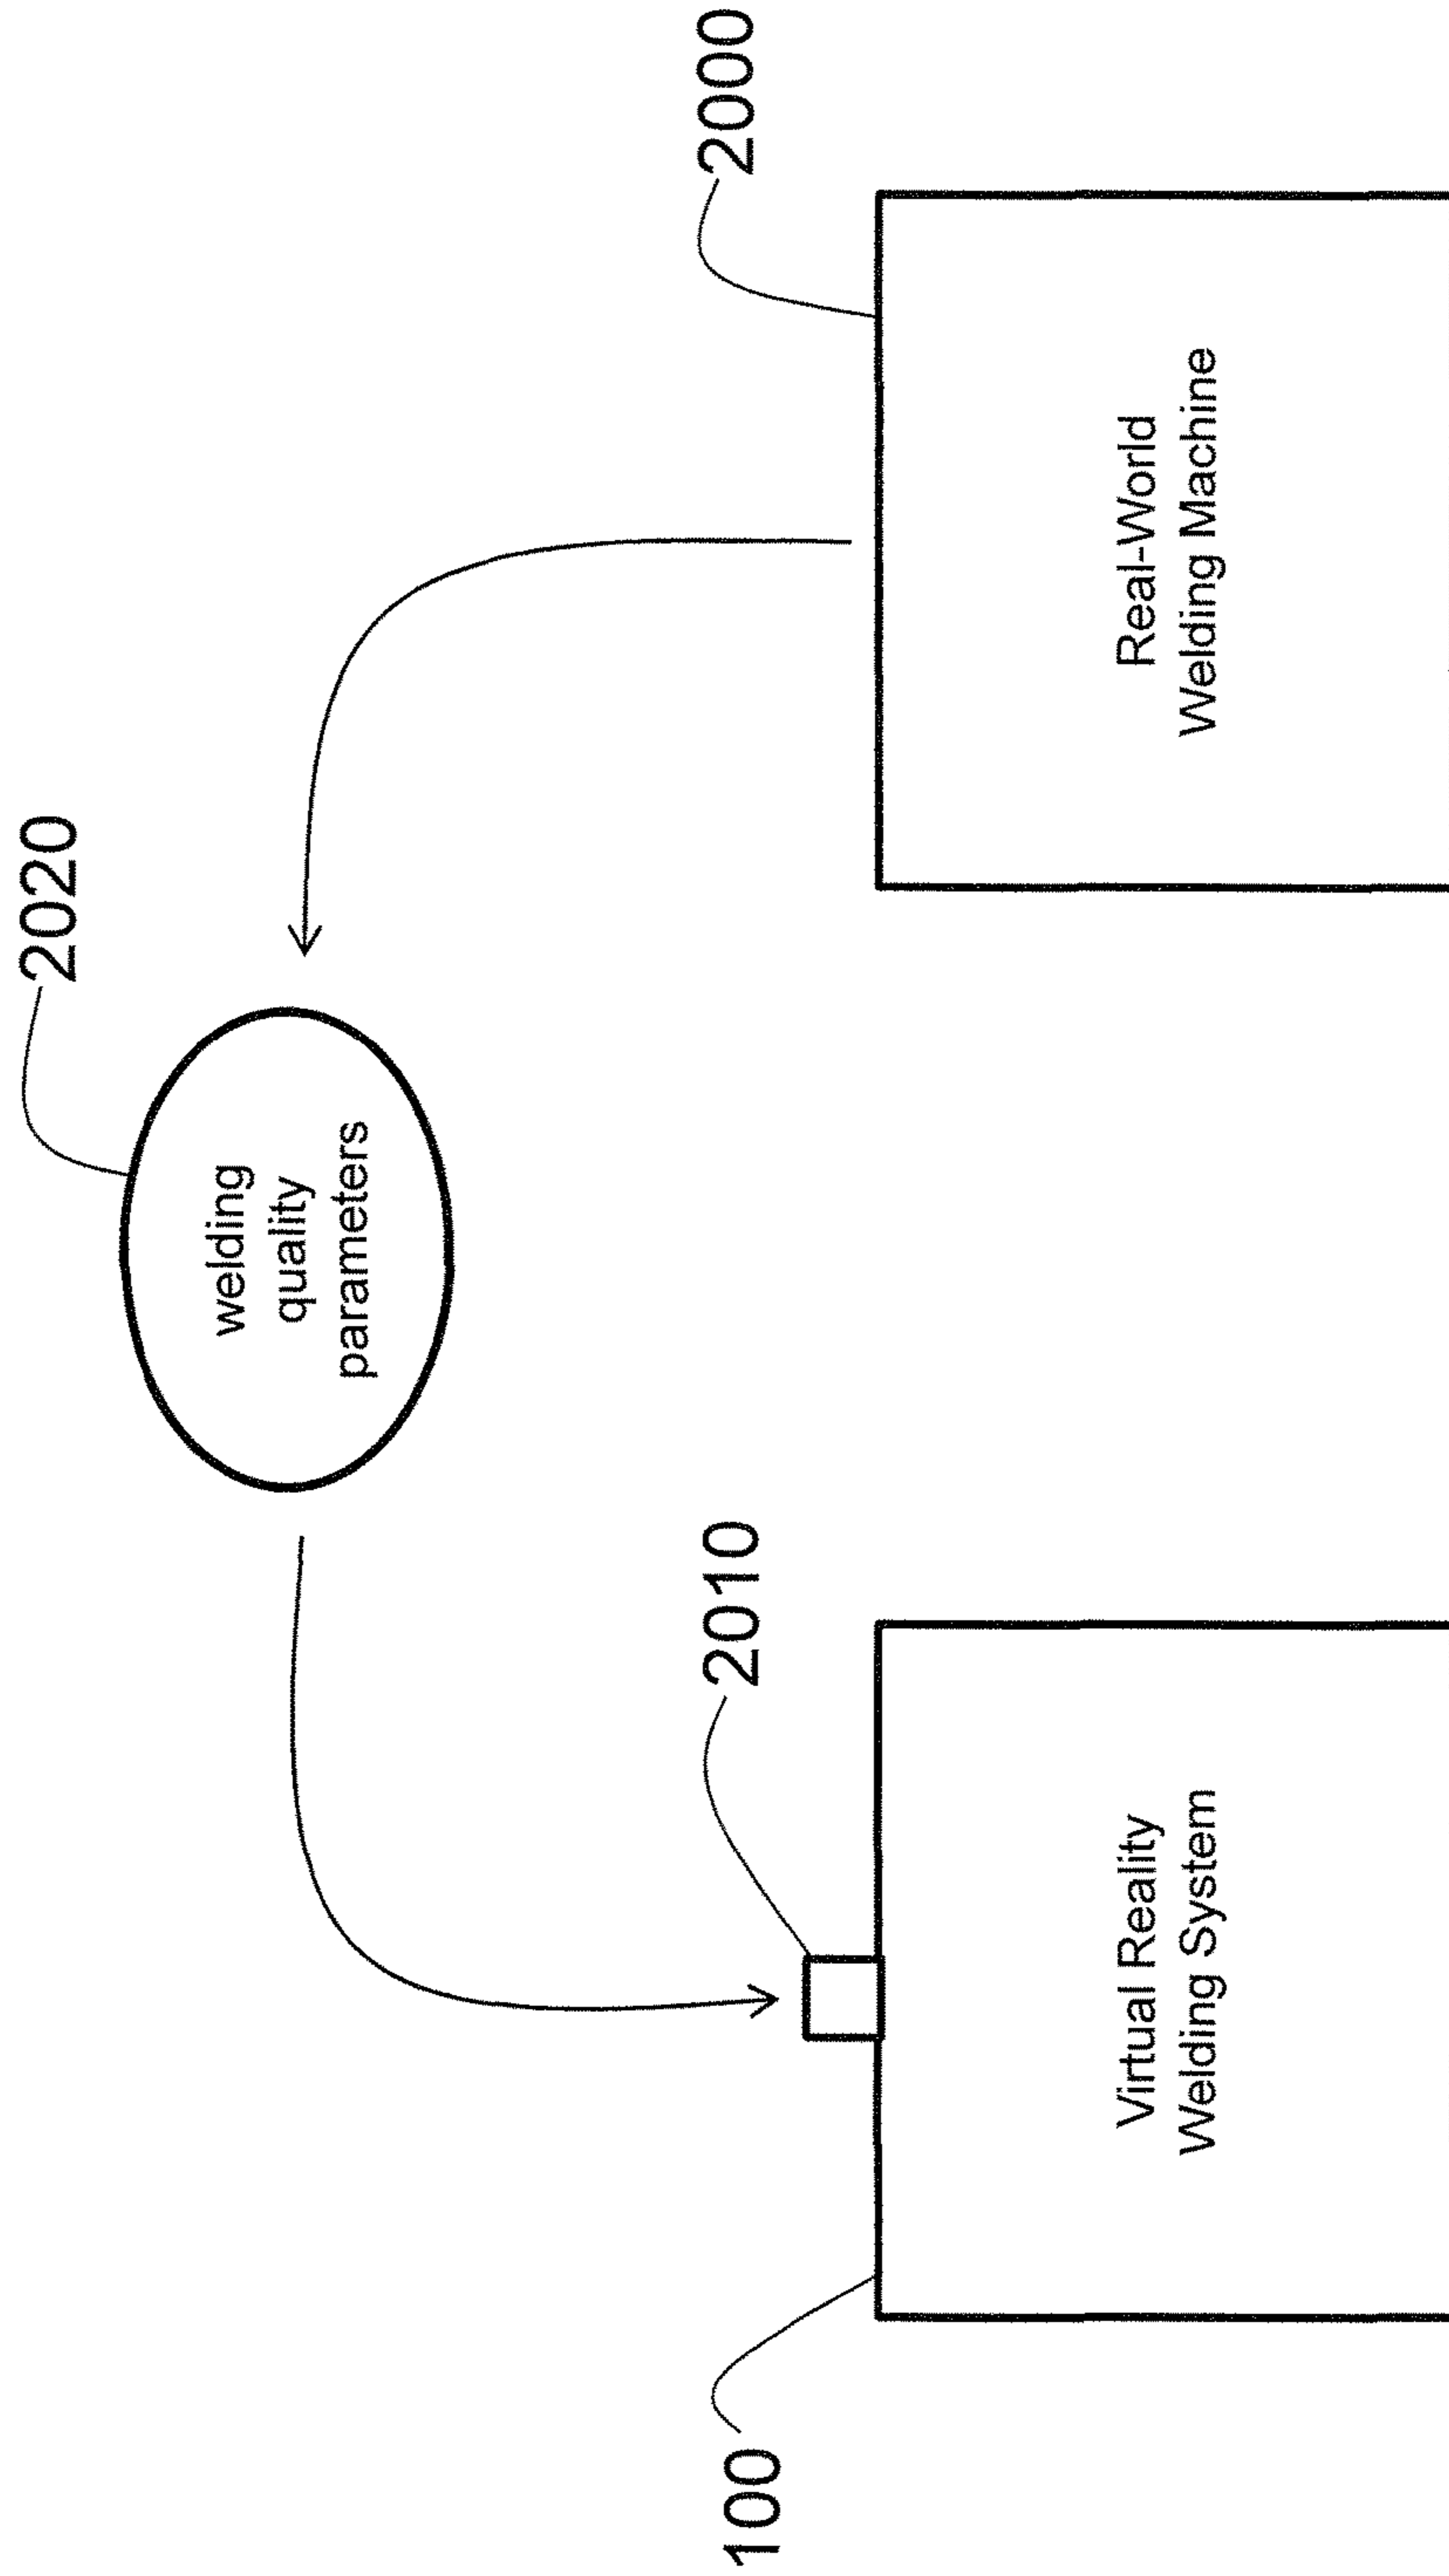 2020
welding
quality
parameters
2010
2000
100
Virtual Reality
Welding System
Real-World
Welding Machine